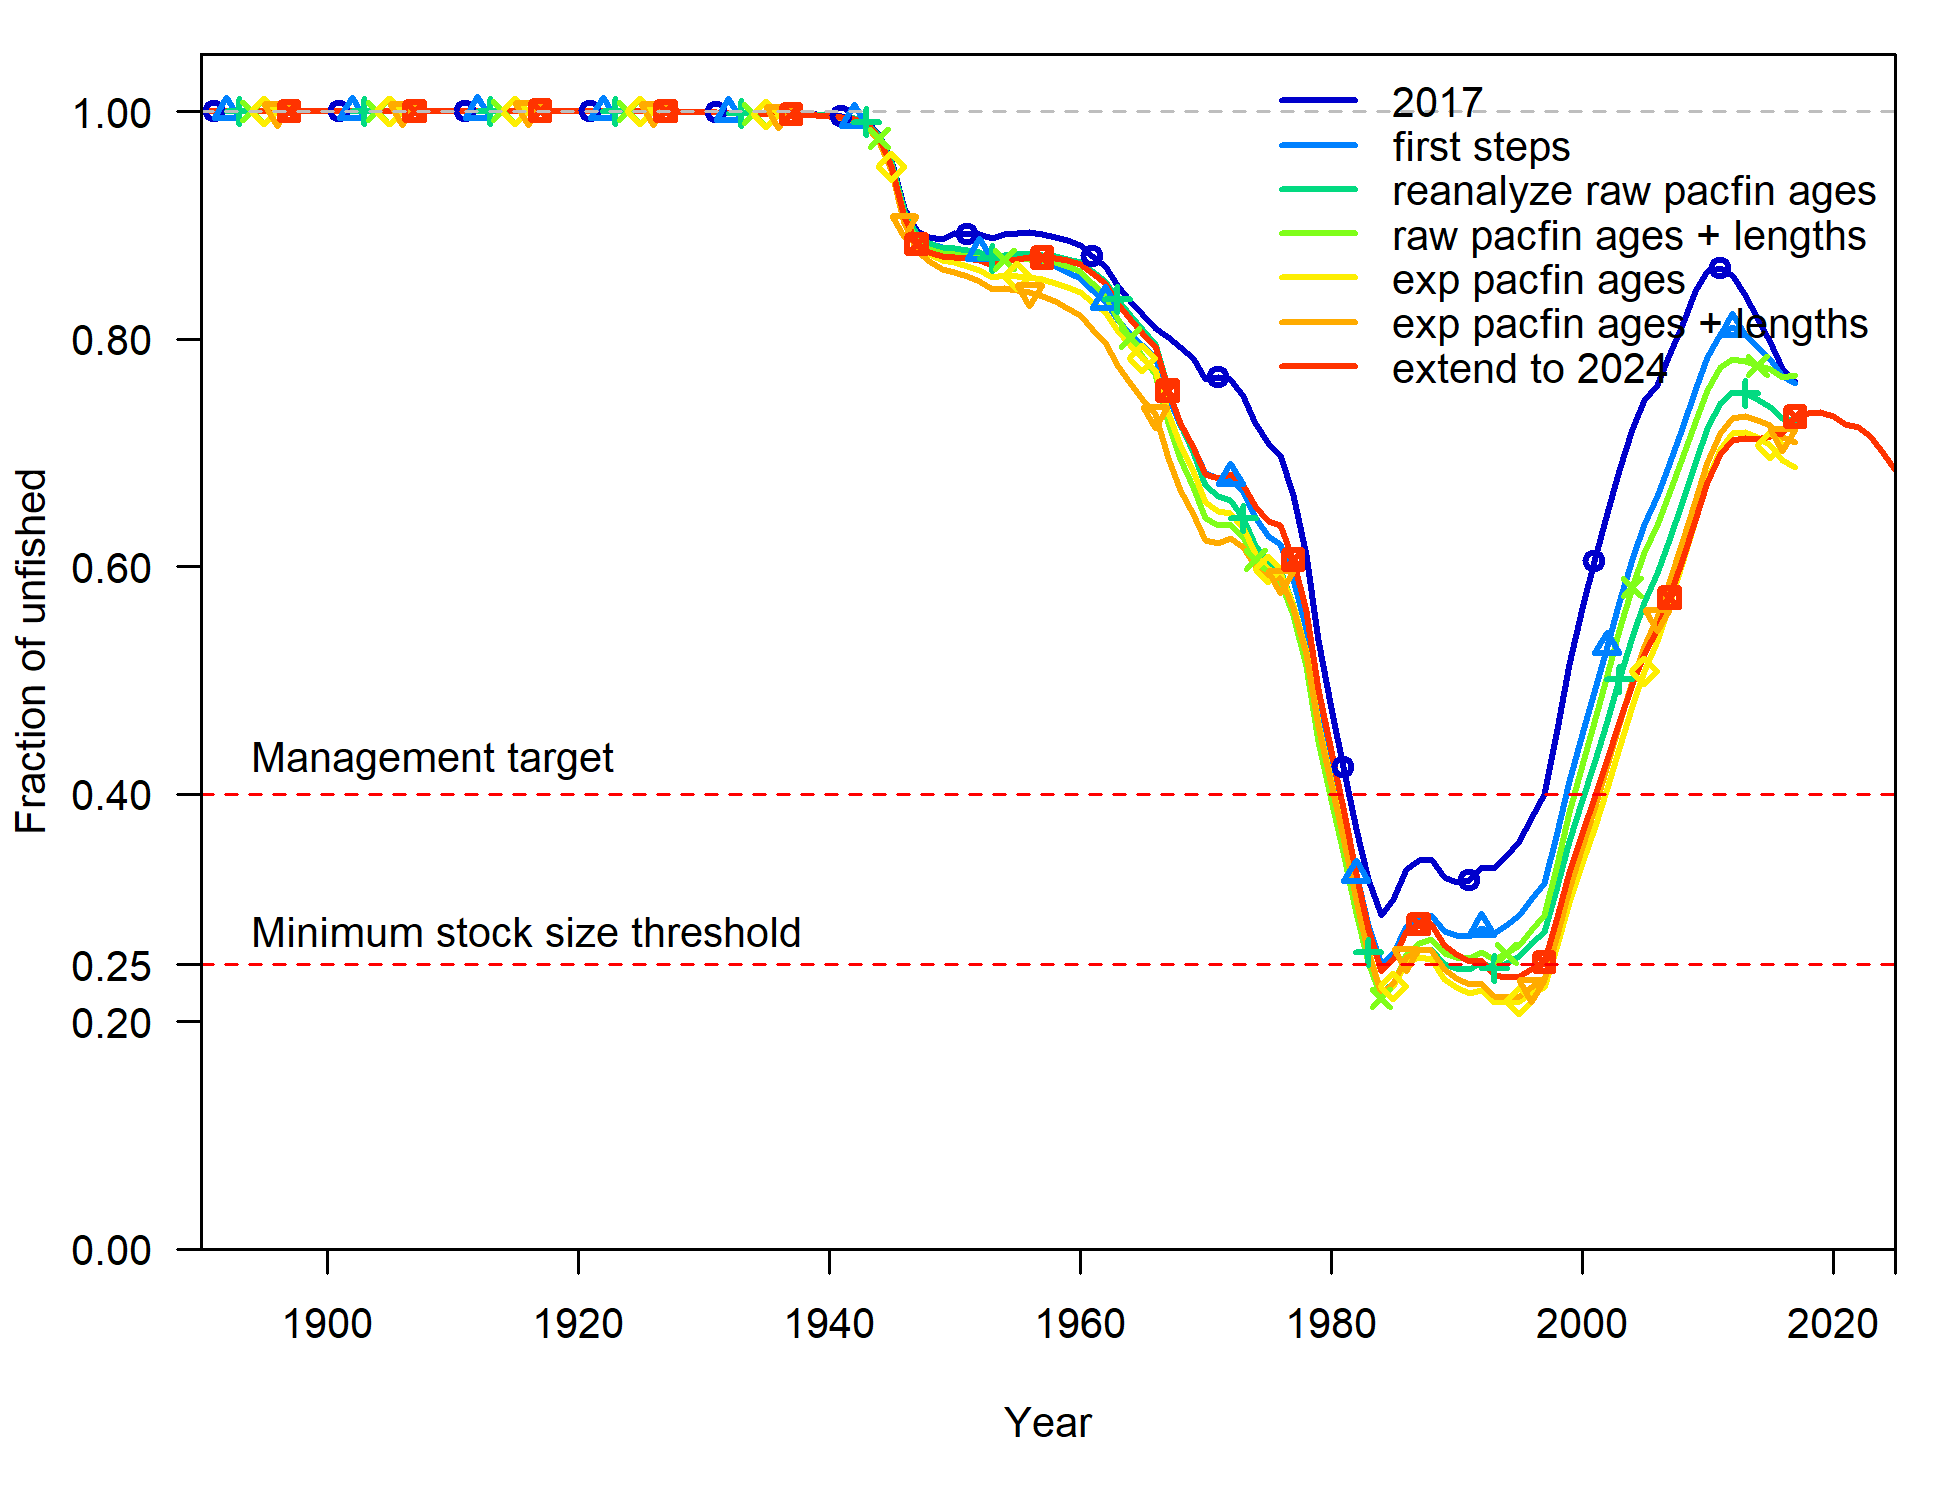 1.00
0.80
0.60
0.40
0.25
0.20
0.00
Fraction of unfished
2017
first steps
reanalyze raw pacfin ages
raw pacfin ages + lengths
exp pacfin ages
exp pacfin ages + lengths
extend to 2024
Management target
Minimum stock size threshold
1900 1920 1940 1960 1980 2000 2020
Year